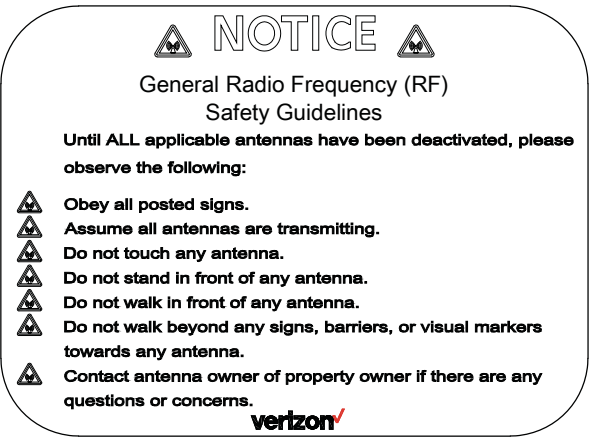 NOTICE
General Radio Frequency (RF)
Safety Guidelines
Until ALL applicable antennas have been deactivated, please
observe the following:
Obey all posted signs.
Assume all antennas are transmitting.
Do not touch any antenna.
Do not stand in front of any antenna.
Do not walk in front of any antenna.
Do not walk beyond any signs, barriers, or visual markers
towards any antenna.
Contact antenna owner of property owner if there are any
questions or concerns.
verizon